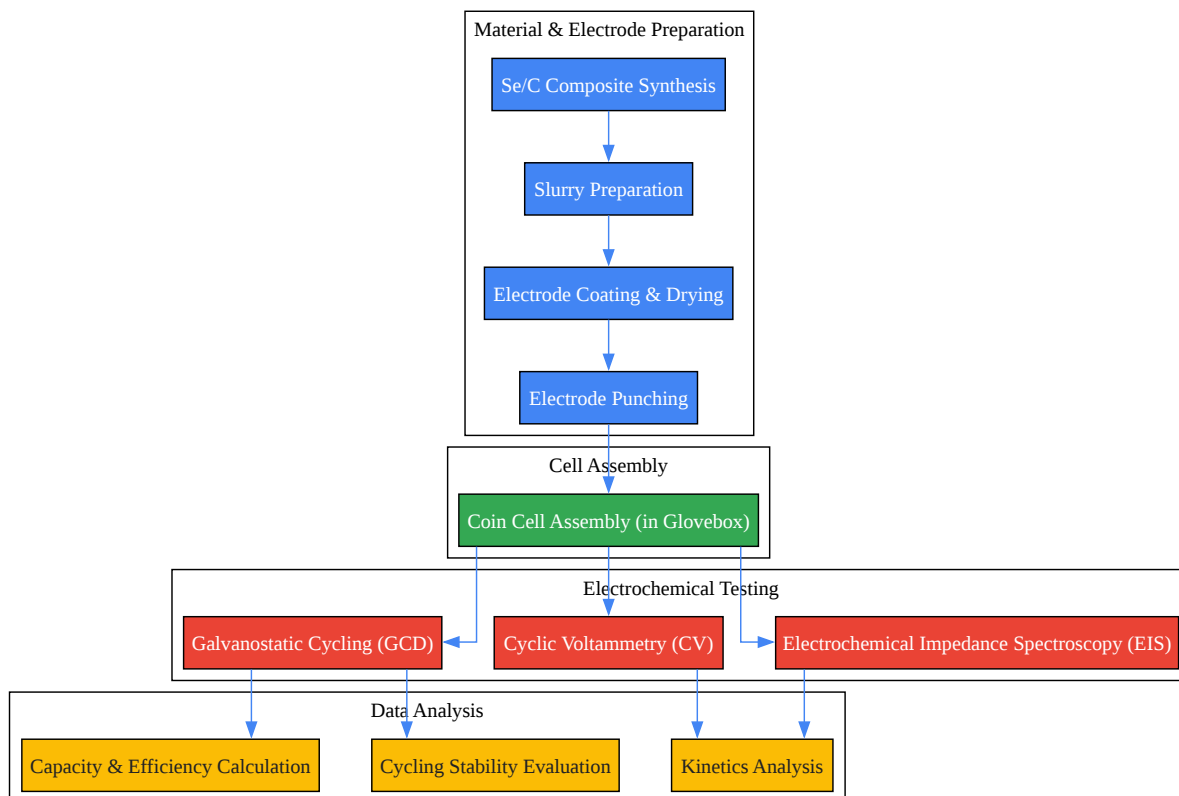 Material & Electrode Preparation
Se/C Composite Synthesis
Slurry Preparation
Electrode Coating & Drying
Electrode Punching
Cell Assembly
Coin Cell Assembly (in Glovebox)
Electrochemical Testing
Galvanostatic Cycling (GCD)
Cyclic Voltammetry (CV)
Electrochemical Impedance Spectroscopy (EIS)
Data Analysis
Capacity & Efficiency Calculation
Cycling Stability Evaluation
Kinetics Analysis